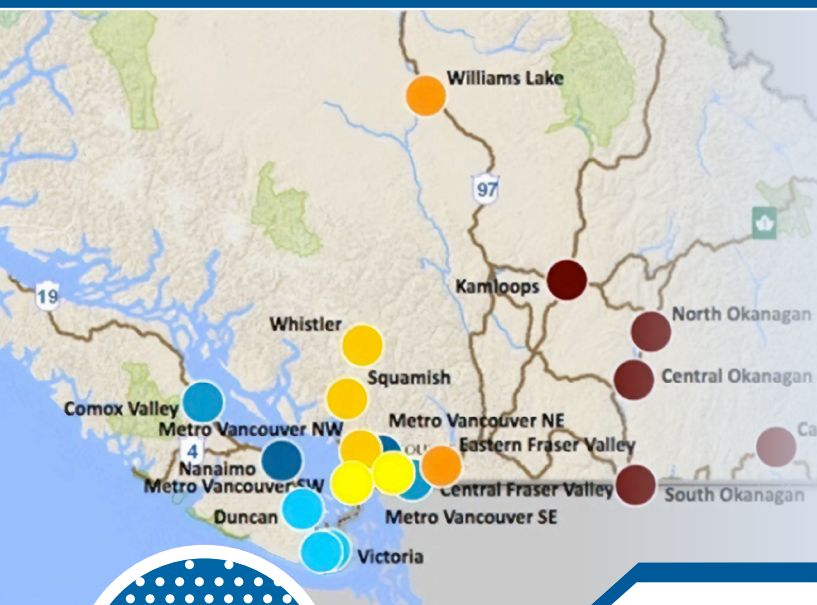 Williams Lake
97
Kamloops
19
North Okanagan
Whistler
Squamish
Central Okanagan
Comox Valley
Metro Vancouver NW
Metro Vancouver NE
4
Eastern Fraser Valley
Nanaimo
Metro Vancouver SW
Central Fraser Valley
South Okanagan
Duncan
Metro Vancouver SE
Victoria
1